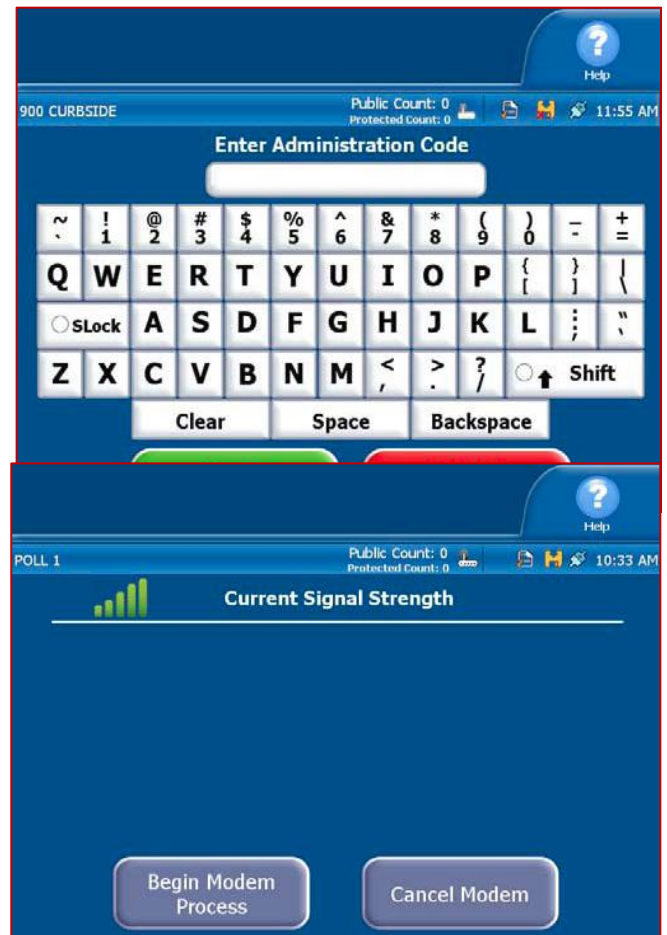 ?
Help
900 CURBSIDE
Public Count: 0
Protected Count: 0
11:55 AM
Enter Administration Code
~ ! @ # $ % ^ & * ( ) _ +
` 1 2 3 4 5 6 7 8 9 0 - =
Q W E R T Y U I O P { } |
[ ] \
SLock A S D F G H J K L : "
; '
Z X C V B N M < > ? Shift
, . /
Clear Space Backspace
?
Help
POLL 1
Public Count: 0
Protected Count: 0
10:33 AM
Current Signal Strength
Begin Modem
Process
Cancel Modem